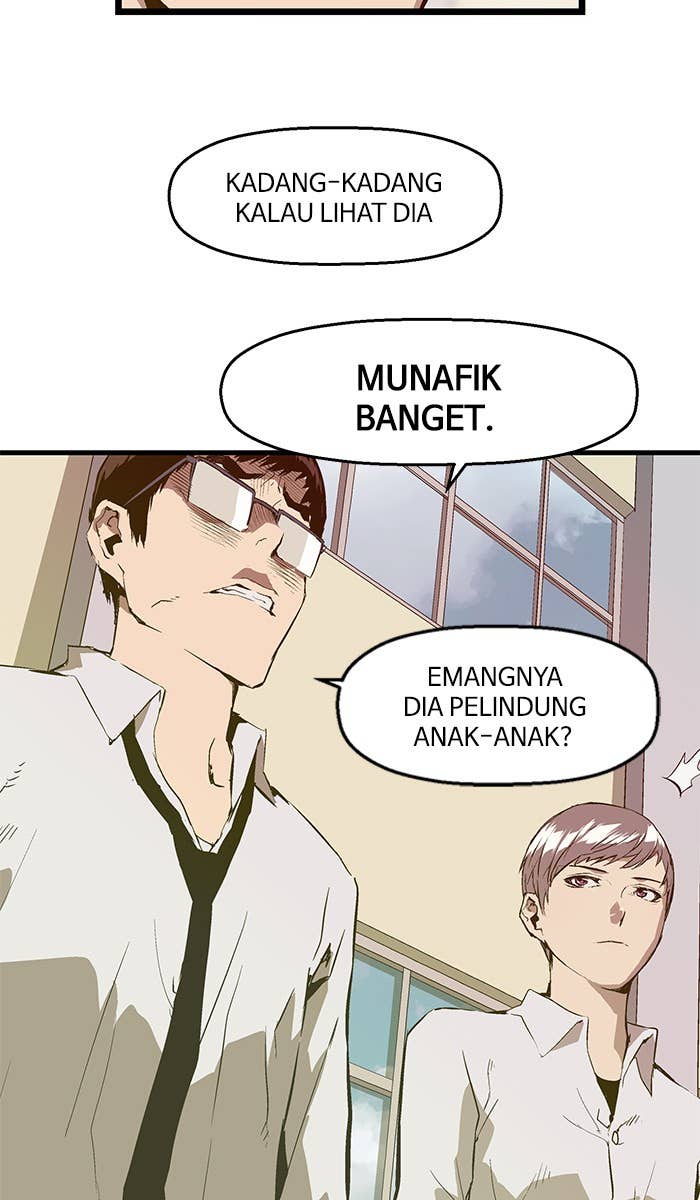 KADANG-KADANG
KALAU LIHAT DIA
MUNAFIK
BANGET.
EMANGNYA
DIA PELINDUNG
ANAK-ANAK?